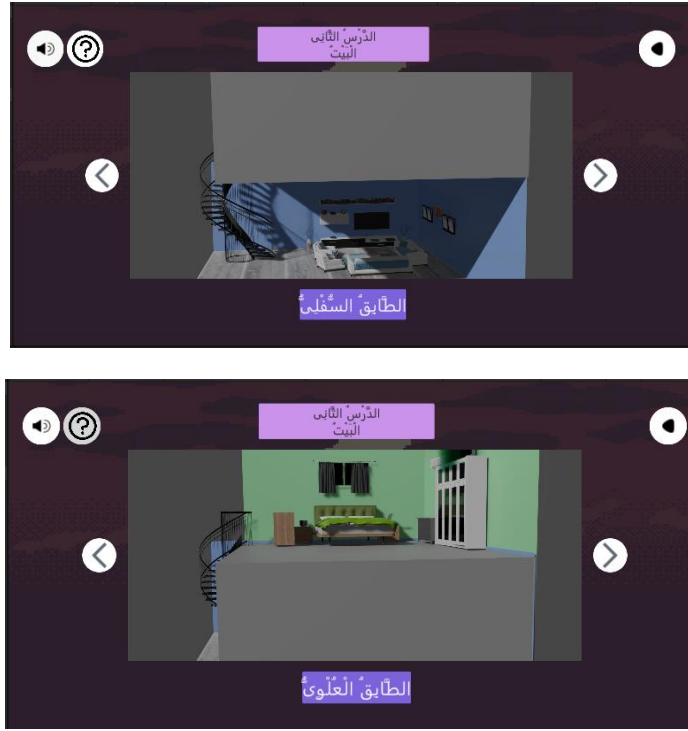 الدَّرْسُ الثَّانِى
الْبَيْتُ
الطَّابِقُ السُّفْلِىُّ
الدَّرْسُ الثَّانِى
الْبَيْتُ
الطَّابِقُ الْعُلْوِىُّ